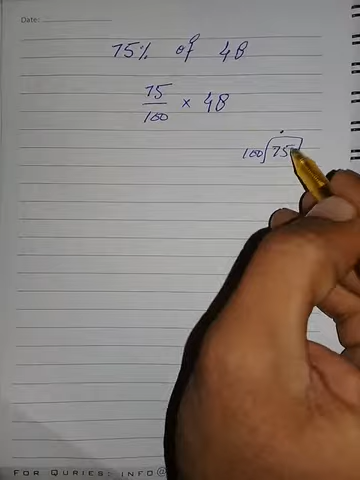 Date:
75% of 48
75/100 × 48
100) 75
FOR QURIES: INFO@